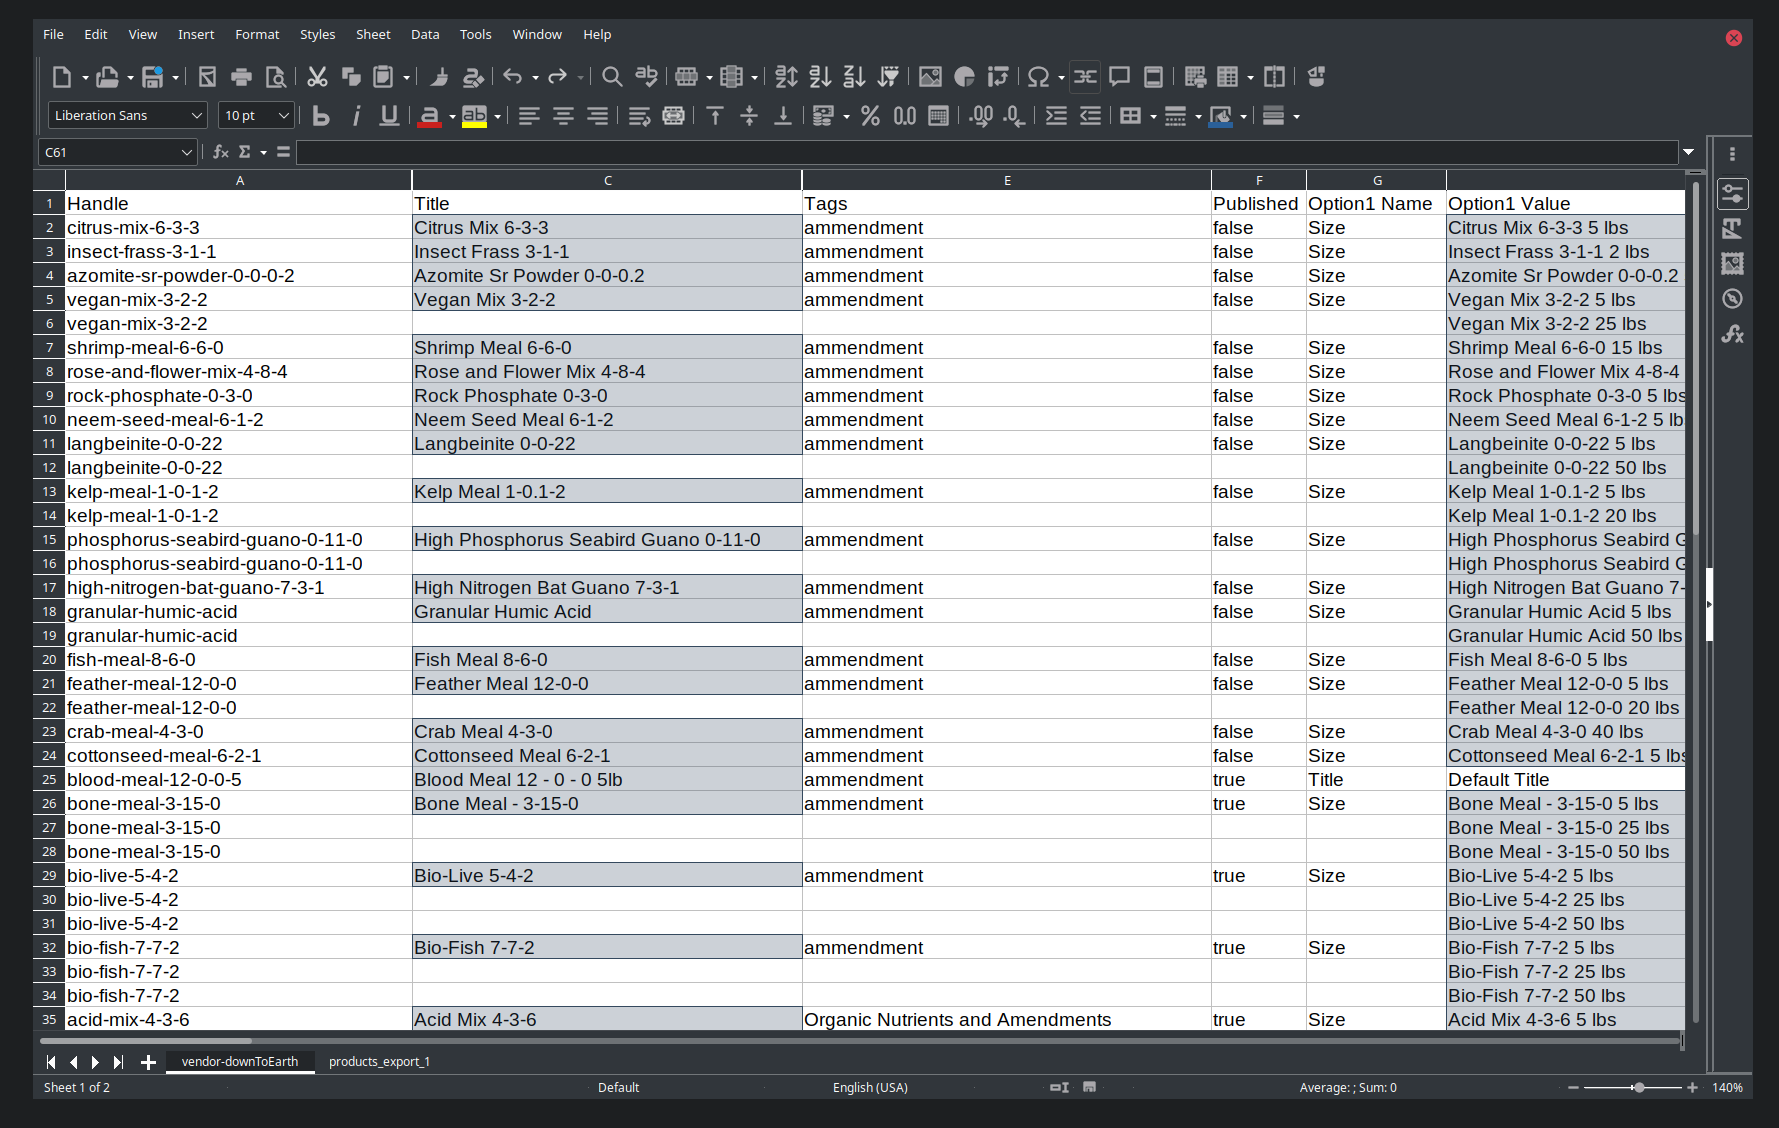 File Edit View Insert Format Styles Sheet Data Tools Window Help
Liberation Sans 10 pt
C61
A C E F G
1 Handle Title Tags Published Option1 Name Option1 Value
2 citrus-mix-6-3-3 Citrus Mix 6-3-3 ammendment false Size Citrus Mix 6-3-3 5 lbs
3 insect-frass-3-1-1 Insect Frass 3-1-1 ammendment false Size Insect Frass 3-1-1 2 lbs
4 azomite-sr-powder-0-0-0-2 Azomite Sr Powder 0-0-0.2 ammendment false Size Azomite Sr Powder 0-0-0.2
5 vegan-mix-3-2-2 Vegan Mix 3-2-2 ammendment false Size Vegan Mix 3-2-2 5 lbs
6 vegan-mix-3-2-2 Vegan Mix 3-2-2 25 lbs
7 shrimp-meal-6-6-0 Shrimp Meal 6-6-0 ammendment false Size Shrimp Meal 6-6-0 15 lbs
8 rose-and-flower-mix-4-8-4 Rose and Flower Mix 4-8-4 ammendment false Size Rose and Flower Mix 4-8-4
9 rock-phosphate-0-3-0 Rock Phosphate 0-3-0 ammendment false Size Rock Phosphate 0-3-0 5 lbs
10 neem-seed-meal-6-1-2 Neem Seed Meal 6-1-2 ammendment false Size Neem Seed Meal 6-1-2 5 lb
11 langbeinite-0-0-22 Langbeinite 0-0-22 ammendment false Size Langbeinite 0-0-22 5 lbs
12 langbeinite-0-0-22 Langbeinite 0-0-22 50 lbs
13 kelp-meal-1-0-1-2 Kelp Meal 1-0.1-2 ammendment false Size Kelp Meal 1-0.1-2 5 lbs
14 kelp-meal-1-0-1-2 Kelp Meal 1-0.1-2 20 lbs
15 phosphorus-seabird-guano-0-11-0 High Phosphorus Seabird Guano 0-11-0 ammendment false Size High Phosphorus Seabird G
16 phosphorus-seabird-guano-0-11-0 High Phosphorus Seabird G
17 high-nitrogen-bat-guano-7-3-1 High Nitrogen Bat Guano 7-3-1 ammendment false Size High Nitrogen Bat Guano 7-
18 granular-humic-acid Granular Humic Acid ammendment false Size Granular Humic Acid 5 lbs
19 granular-humic-acid Granular Humic Acid 50 lbs
20 fish-meal-8-6-0 Fish Meal 8-6-0 ammendment false Size Fish Meal 8-6-0 5 lbs
21 feather-meal-12-0-0 Feather Meal 12-0-0 ammendment false Size Feather Meal 12-0-0 5 lbs
22 feather-meal-12-0-0 Feather Meal 12-0-0 20 lbs
23 crab-meal-4-3-0 Crab Meal 4-3-0 ammendment false Size Crab Meal 4-3-0 40 lbs
24 cottonseed-meal-6-2-1 Cottonseed Meal 6-2-1 ammendment false Size Cottonseed Meal 6-2-1 5 lbs
25 blood-meal-12-0-0-5 Blood Meal 12 - 0 - 0 5lb ammendment true Title Default Title
26 bone-meal-3-15-0 Bone Meal - 3-15-0 ammendment true Size Bone Meal - 3-15-0 5 lbs
27 bone-meal-3-15-0 Bone Meal - 3-15-0 25 lbs
28 bone-meal-3-15-0 Bone Meal - 3-15-0 50 lbs
29 bio-live-5-4-2 Bio-Live 5-4-2 ammendment true Size Bio-Live 5-4-2 5 lbs
30 bio-live-5-4-2 Bio-Live 5-4-2 25 lbs
31 bio-live-5-4-2 Bio-Live 5-4-2 50 lbs
32 bio-fish-7-7-2 Bio-Fish 7-7-2 ammendment true Size Bio-Fish 7-7-2 5 lbs
33 bio-fish-7-7-2 Bio-Fish 7-7-2 25 lbs
34 bio-fish-7-7-2 Bio-Fish 7-7-2 50 lbs
35 acid-mix-4-3-6 Acid Mix 4-3-6 Organic Nutrients and Amendments true Size Acid Mix 4-3-6 5 lbs
vendor-downToEarth products_export_1
Sheet 1 of 2 Default English (USA) Average: ; Sum: 0 140%